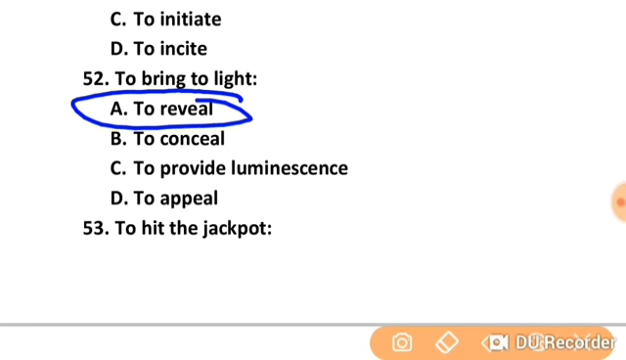 C. To initiate
D. To incite
52. To bring to light:
A. To reveal
B. To conceal
C. To provide luminescence
D. To appeal
53. To hit the jackpot:
DU Recorder